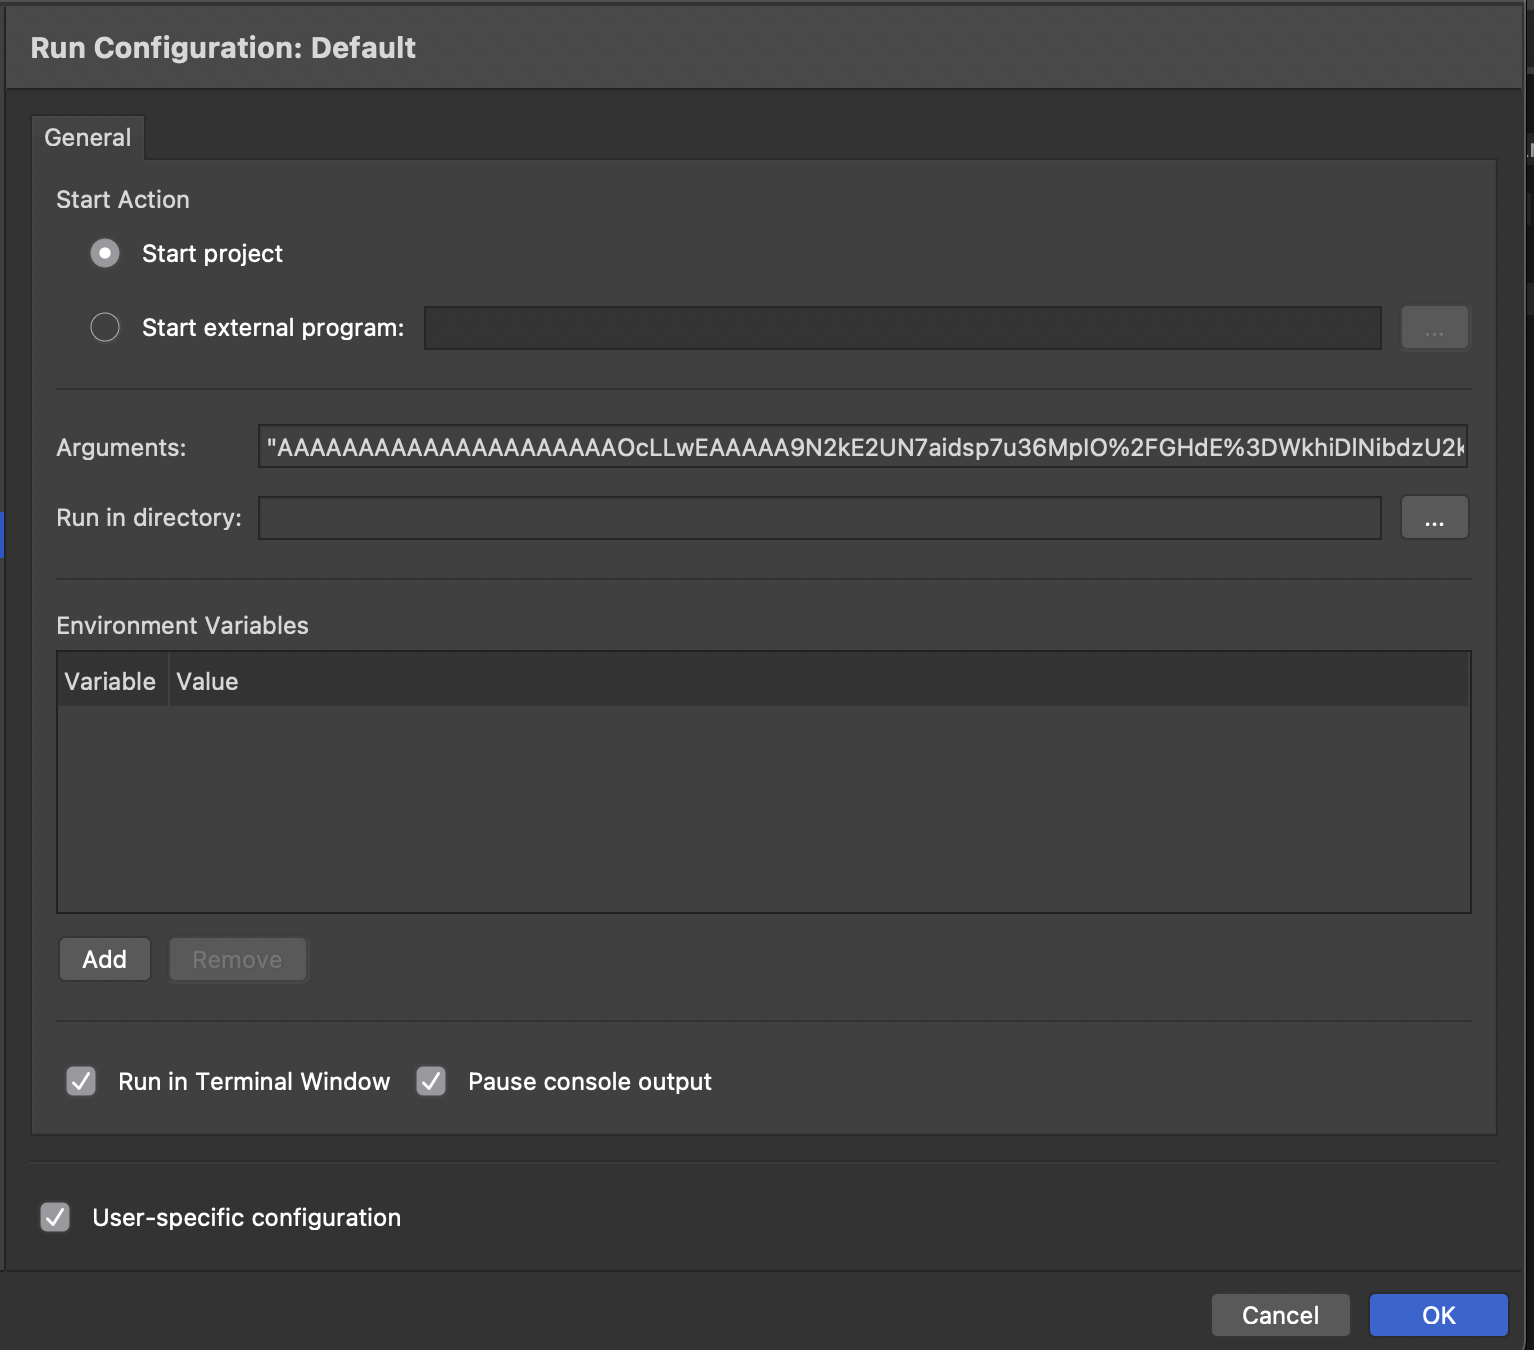 Run Configuration: Default
General
Start Action
Start project
Start external program:
...
Arguments: "AAAAAAAAAAAAAAAAAAAAAOcLLwEAAAAA9N2kE2UN7aidsp7u36MpIO%2FGHdE%3DWkhiDlNibdzU2k
Run in directory: ...
Environment Variables
Variable Value
Add Remove
Run in Terminal Window Pause console output
User-specific configuration
Cancel OK